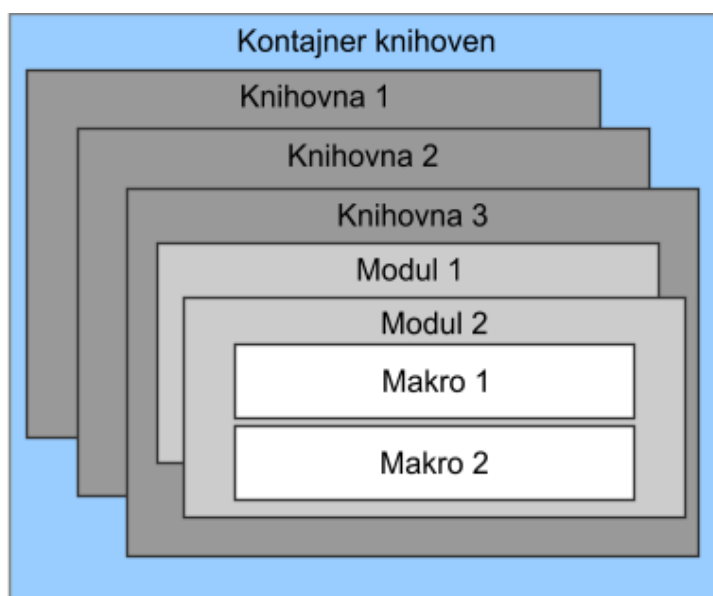 Kontajner knihoven
Knihovna 1
Knihovna 2
Knihovna 3
Modul 1
Modul 2
Makro 1
Makro 2